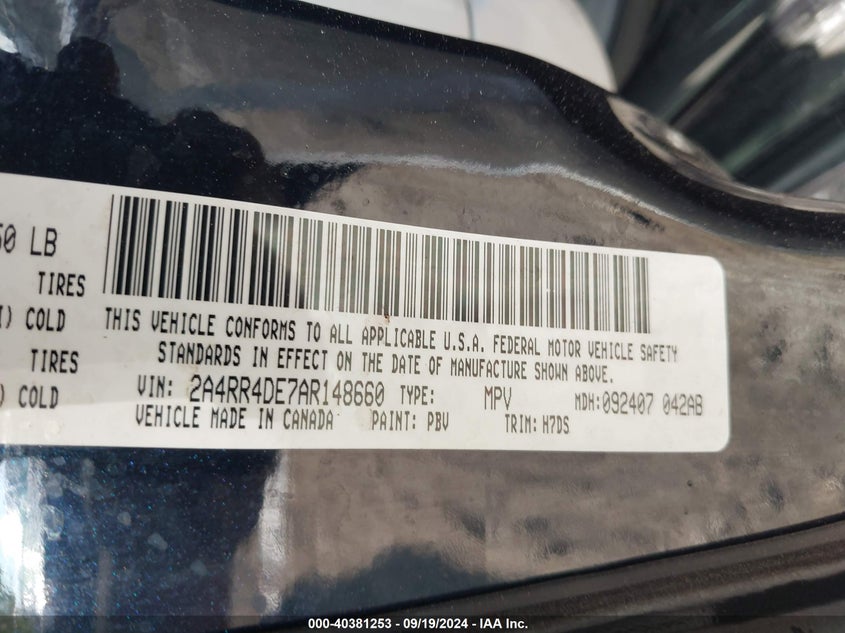 50 LB
TIRES
) COLD
TIRES
) COLD
THIS VEHICLE CONFORMS TO ALL APPLICABLE U.S.A. FEDERAL MOTOR VEHICLE SAFETY
STANDARDS IN EFFECT ON THE DATE OF MANUFACTURE SHOWN ABOVE.
VIN: 2A4RR4DE7AR148660 TYPE: MPV MDH:092407 042AB
VEHICLE MADE IN CANADA PAINT: PBV TRIM: H7DS
000-40381253 - 09/19/2024 - IAA Inc.